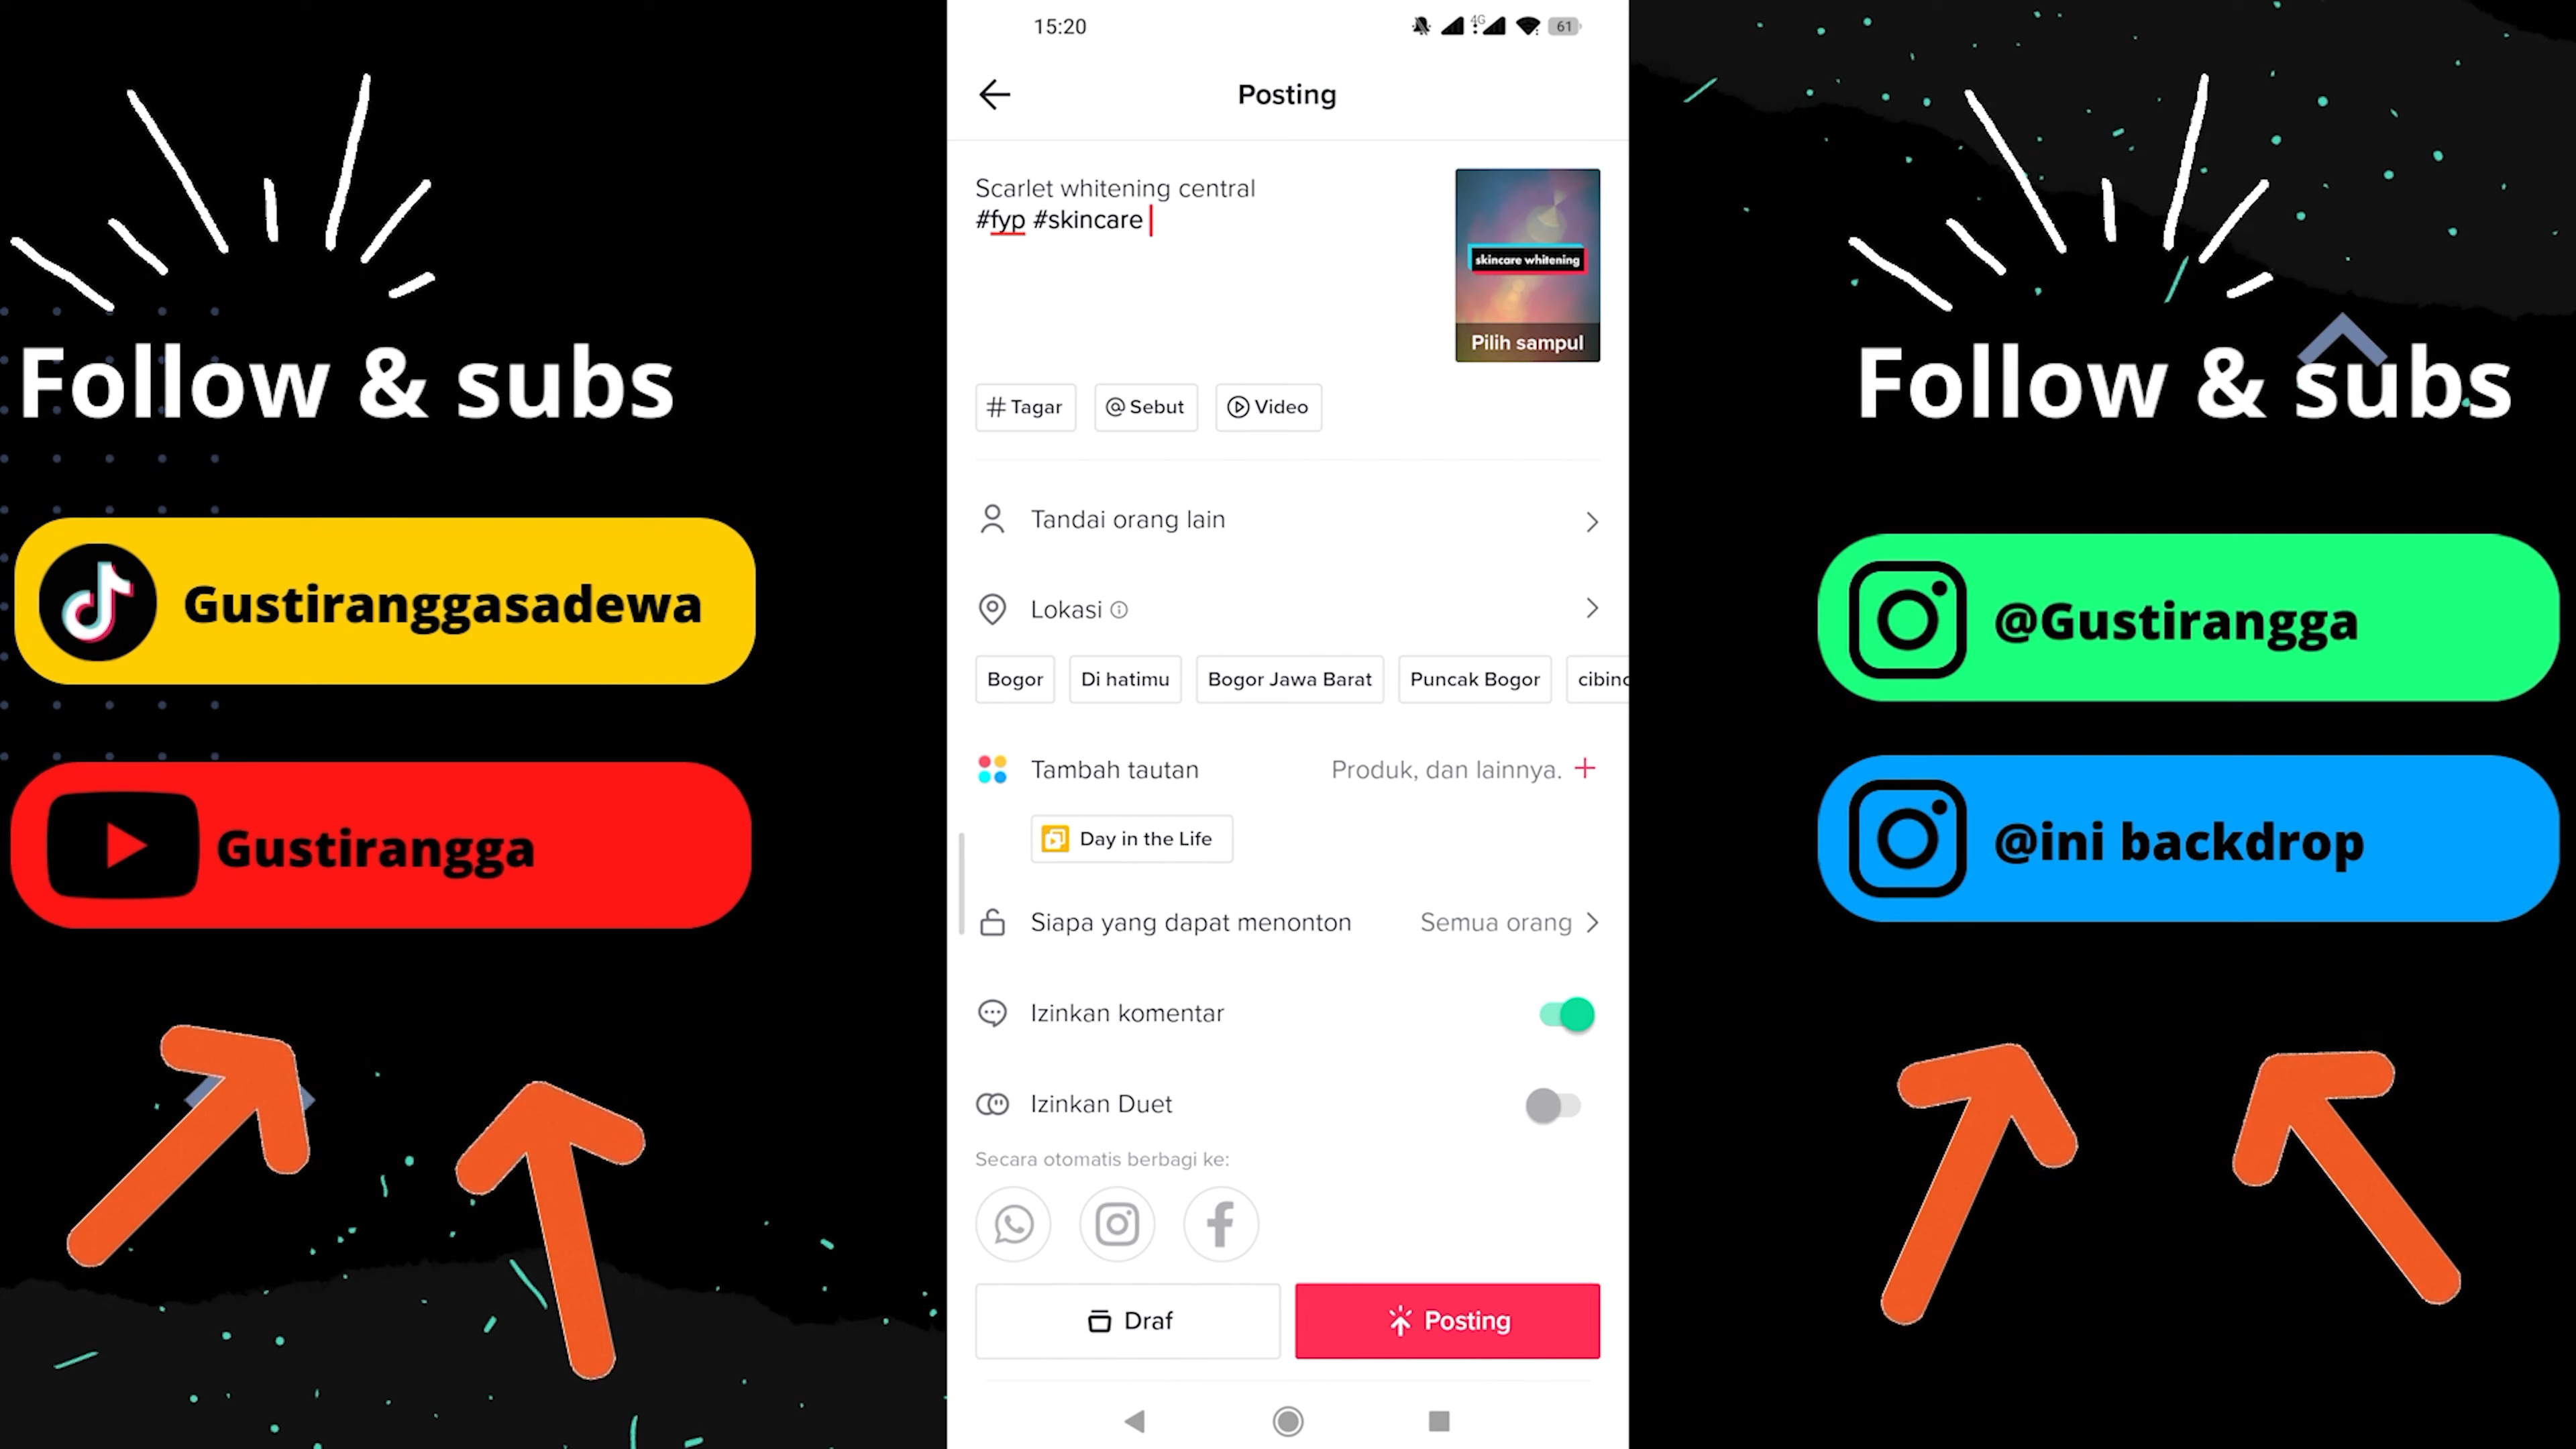 Follow & subs
Gustiranggasadewa
Gustirangga
15:20
4G
61
Posting
Scarlet whitening central
#fyp #skincare
skincare whitening
Pilih sampul
# Tagar
@ Sebut
Video
Tandai orang lain
Lokasi
Bogor
Di hatimu
Bogor Jawa Barat
Puncak Bogor
cibinc
Tambah tautan
Produk, dan lainnya. +
Day in the Life
Siapa yang dapat menonton
Semua orang
Izinkan komentar
Izinkan Duet
Secara otomatis berbagi ke:
Draf
Posting
Follow & subs
@Gustirangga
@ini backdrop